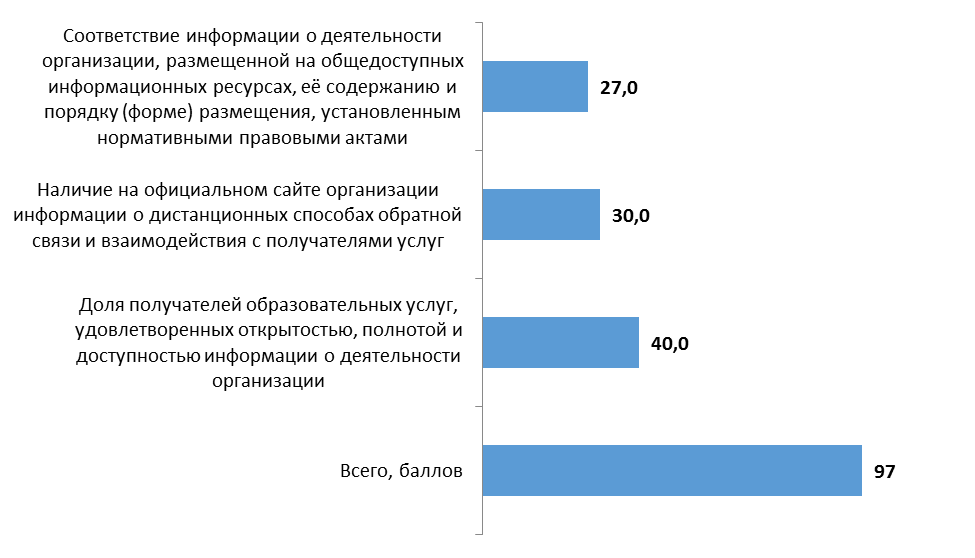 Соответствие информации о деятельности
организации, размещенной на общедоступных
информационных ресурсах, её содержанию и
порядку (форме) размещения, установленным
нормативными правовыми актами
27,0
Наличие на официальном сайте организации
информации о дистанционных способах обратной
связи и взаимодействия с получателями услуг
30,0
Доля получателей образовательных услуг,
удовлетворенных открытостью, полнотой и
доступностью информации о деятельности
организации
40,0
Всего, баллов
97